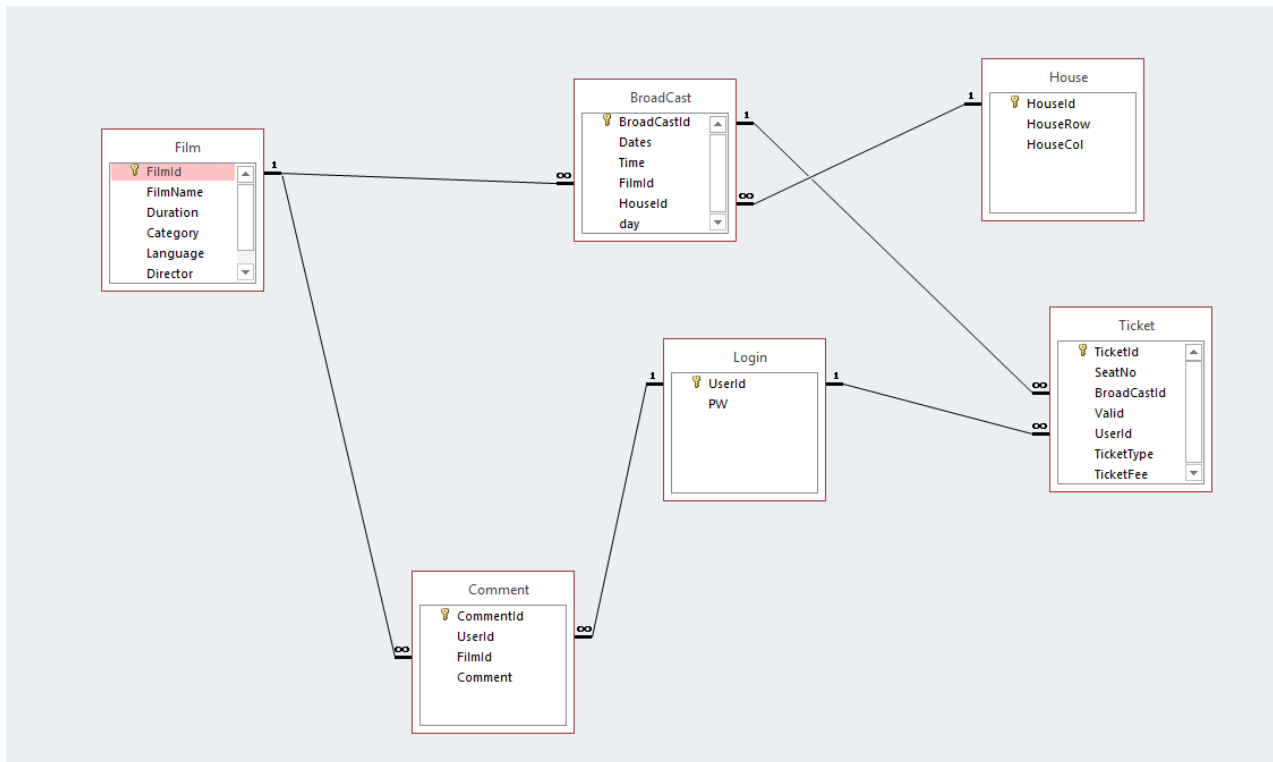 Film
FilmId
FilmName
Duration
Category
Language
Director
1
∞
BroadCast
BroadCastId
Dates
Time
FilmId
HouseId
day
1
∞
House
HouseId
HouseRow
HouseCol
1
Login
UserId
PW
1
1
Ticket
TicketId
SeatNo
BroadCastId
Valid
UserId
TicketType
TicketFee
∞
∞
Comment
CommentId
UserId
FilmId
Comment
∞
∞